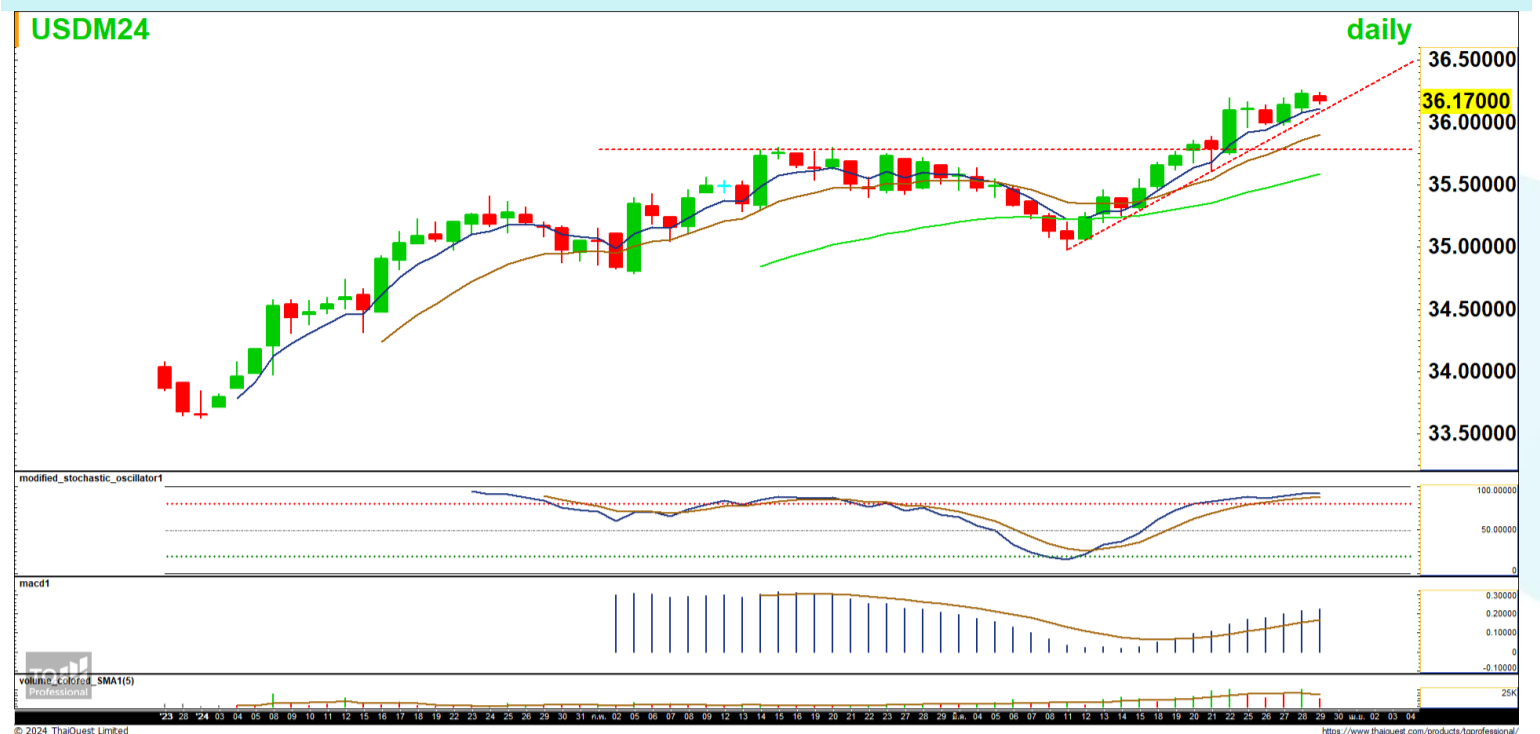 USDM24 daily
36.50000
36.17000
36.00000
35.50000
35.00000
34.50000
34.00000
33.50000
modified_stochastic_oscillator1
100.00000
50.00000
0
macd1
0.30000
0.20000
0.10000
0
-0.10000
Professional
volume_colored_SMA1(5)
25K
'23 28 '24 03 04 05 08 09 10 11 12 15 16 17 18 19 22 23 24 25 26 29 30 31 ก.พ. 02 05 06 07 08 09 12 13 14 15 16 19 20 21 22 23 27 28 29 มี.ค. 04 05 06 07 08 11 12 13 14 15 18 19 20 21 22 25 26 27 28 29 30 เม.ย. 02 03 04
© 2024 ThaiQuest Limited https://www.thaiquest.com/products/tqprofessional/